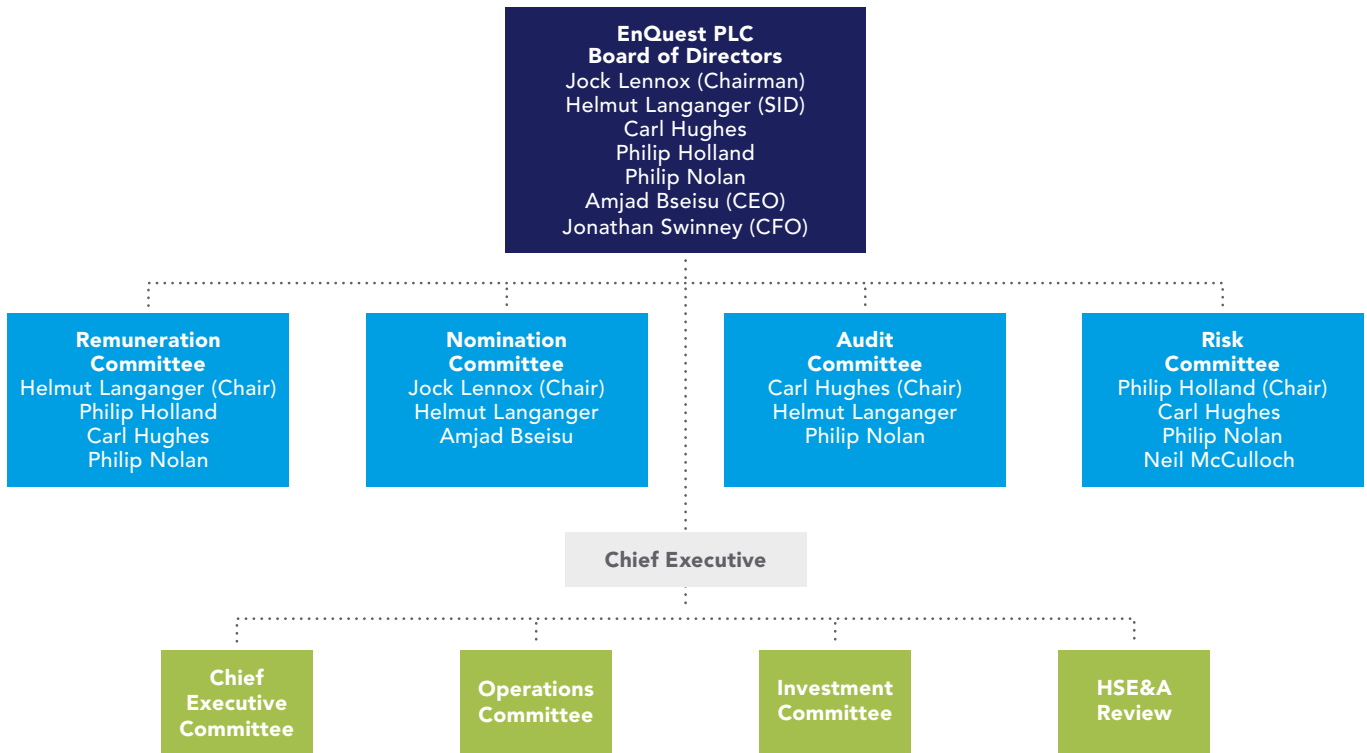 EnQuest PLC
Board of Directors
Jock Lennox (Chairman)
Helmut Langanger (SID)
Carl Hughes
Philip Holland
Philip Nolan
Amjad Bseisu (CEO)
Jonathan Swinney (CFO)
Remuneration
Committee
Helmut Langanger (Chair)
Philip Holland
Carl Hughes
Philip Nolan
Nomination
Committee
Jock Lennox (Chair)
Helmut Langanger
Amjad Bseisu
Audit
Committee
Carl Hughes (Chair)
Helmut Langanger
Philip Nolan
Risk
Committee
Philip Holland (Chair)
Carl Hughes
Philip Nolan
Neil McCulloch
Chief Executive
Chief
Executive
Committee
Operations
Committee
Investment
Committee
HSE&A
Review